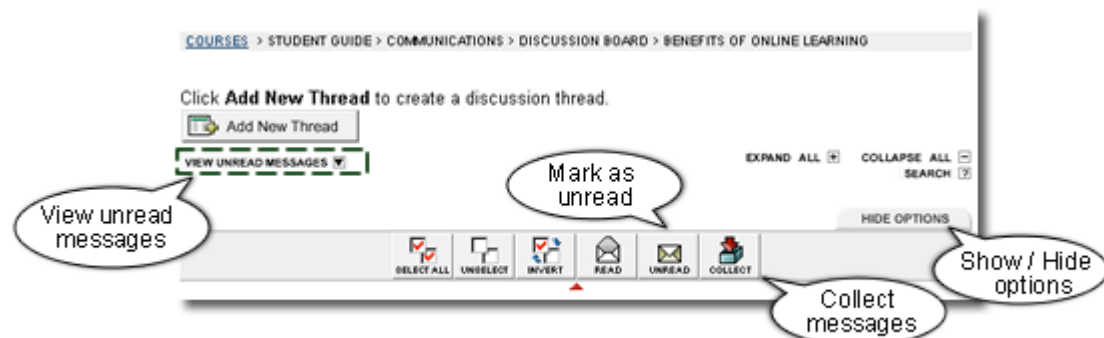 COURSES > STUDENT GUIDE > COMMUNICATIONS > DISCUSSION BOARD > BENEFITS OF ONLINE LEARNING
Click Add New Thread to create a discussion thread.
Add New Thread
VIEW UNREAD MESSAGES
EXPAND ALL
COLLAPSE ALL
SEARCH
Mark as
unread
View unread
messages
HIDE OPTIONS
SELECT ALL
UNSELECT
INVERT
READ
UNREAD
COLLECT
Show / Hide
options
Collect
messages